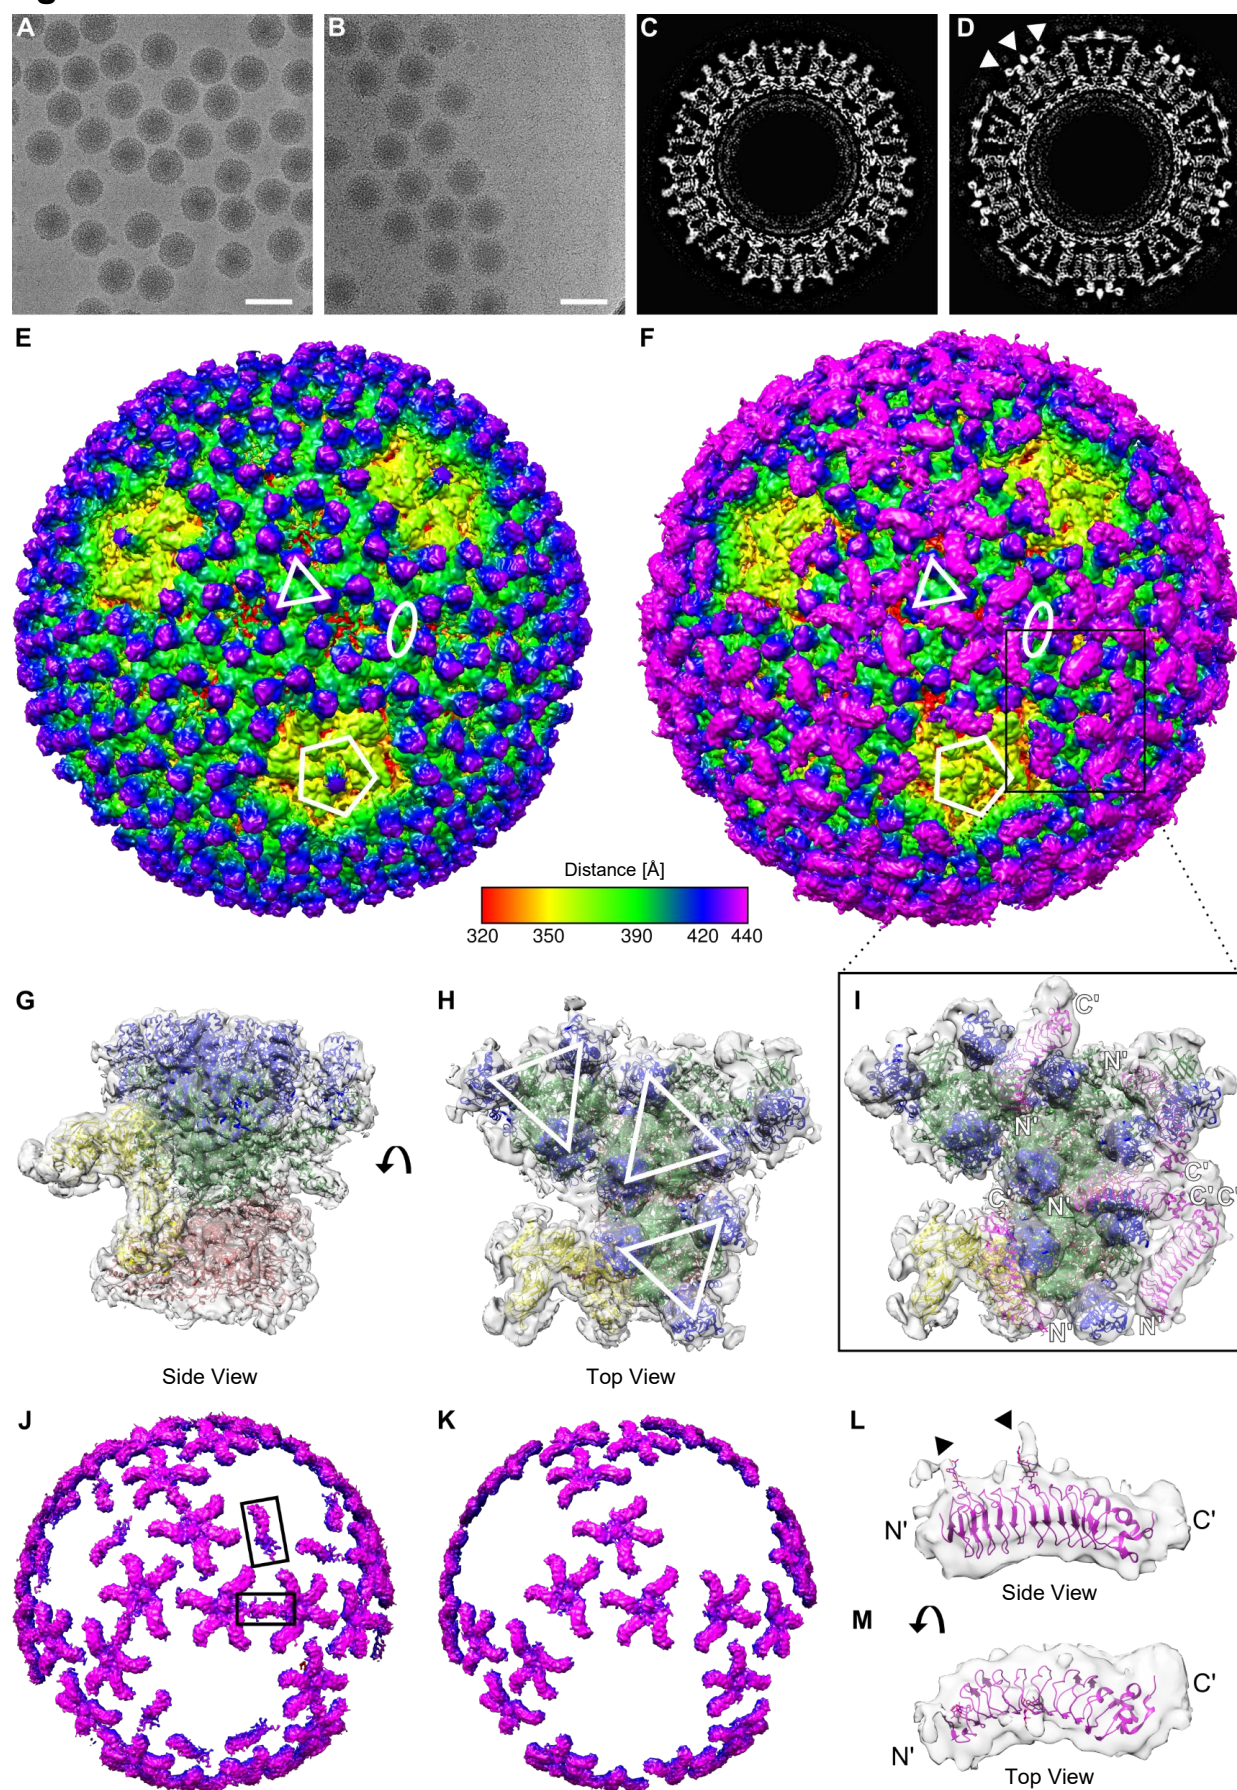 A B C D
E F
Distance [Å]
320 350 390 420 440
G H I
C'
N'
N'
C'
C' N' C' C'
N' N'
Side View Top View
J K L
N' C'
Side View
M
C'
N'
Top View